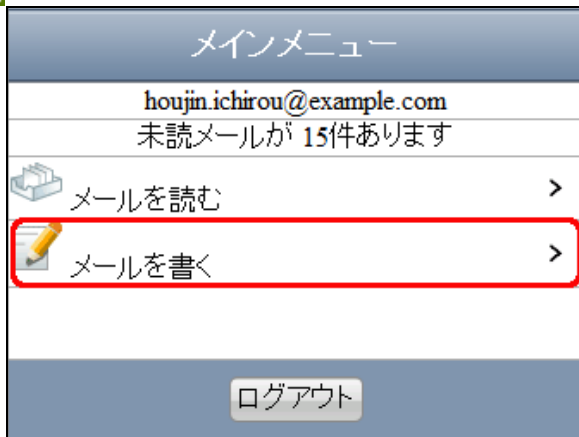 メインメニュー
houjin.ichirou@example.com
未読メールが 15件あります
メールを読む >
メールを書く >
ログアウト